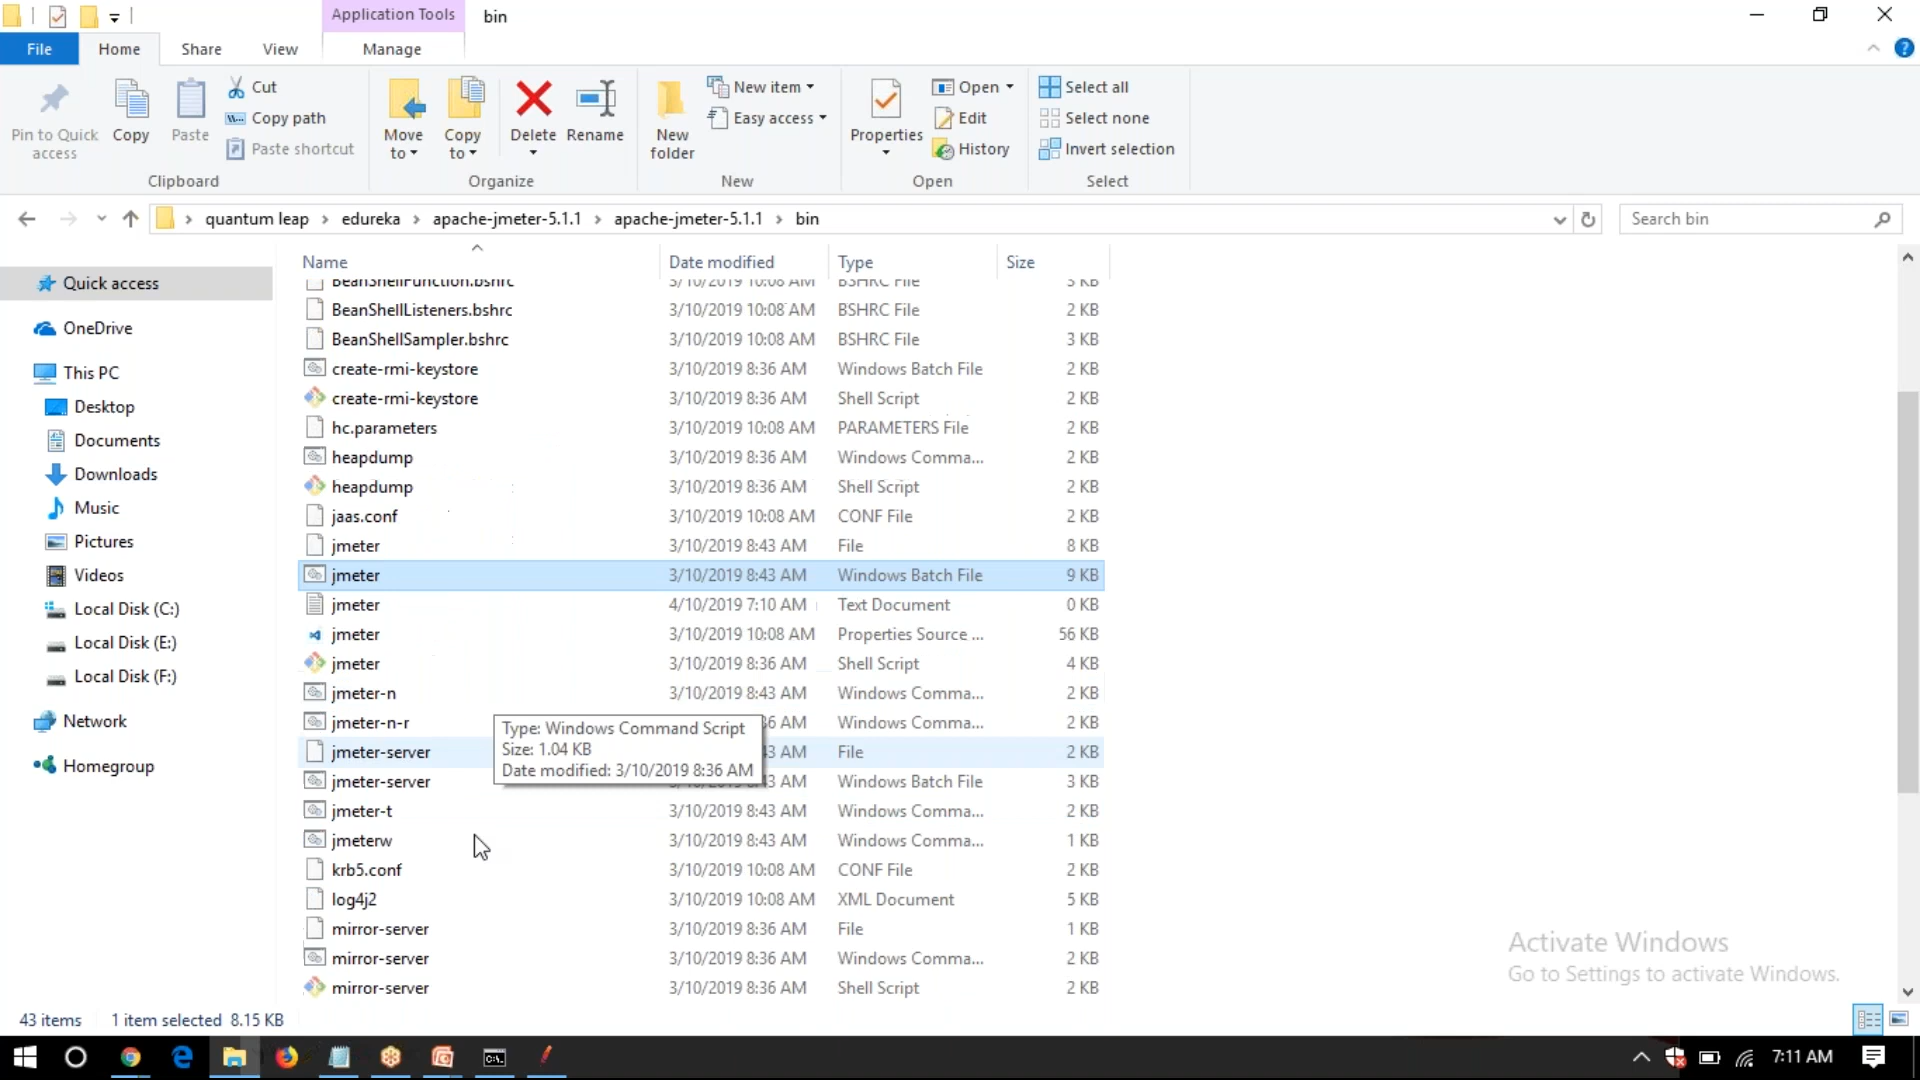 Application Tools bin
File Home Share View Manage
Pin to Quick access
Copy
Paste
Cut
Copy path
Paste shortcut
Clipboard
Move to
Copy to
Delete
Rename
Organize
New folder
New item
Easy access
New
Properties
Open
Edit
History
Open
Select all
Select none
Invert selection
Select
quantum leap > edureka > apache-jmeter-5.1.1 > apache-jmeter-5.1.1 > bin
Search bin
Quick access
OneDrive
This PC
Desktop
Documents
Downloads
Music
Pictures
Videos
Local Disk (C:)
Local Disk (E:)
Local Disk (F:)
Network
Homegroup
Name Date modified Type Size
BeanShellFunction.bshrc 3/10/2019 10:08 AM BSHRC File 3 KB
BeanShellListeners.bshrc 3/10/2019 10:08 AM BSHRC File 2 KB
BeanShellSampler.bshrc 3/10/2019 10:08 AM BSHRC File 3 KB
create-rmi-keystore 3/10/2019 8:36 AM Windows Batch File 2 KB
create-rmi-keystore 3/10/2019 8:36 AM Shell Script 2 KB
hc.parameters 3/10/2019 10:08 AM PARAMETERS File 2 KB
heapdump 3/10/2019 8:36 AM Windows Comma... 2 KB
heapdump 3/10/2019 8:36 AM Shell Script 2 KB
jaas.conf 3/10/2019 10:08 AM CONF File 2 KB
jmeter 3/10/2019 8:43 AM File 8 KB
jmeter 3/10/2019 8:43 AM Windows Batch File 9 KB
jmeter 4/10/2019 7:10 AM Text Document 0 KB
jmeter 3/10/2019 10:08 AM Properties Source ... 56 KB
jmeter 3/10/2019 8:36 AM Shell Script 4 KB
jmeter-n 3/10/2019 8:43 AM Windows Comma... 2 KB
jmeter-n-r 36 AM Windows Comma... 2 KB
jmeter-server 43 AM File 2 KB
jmeter-server 3/10/2019 8:43 AM Windows Batch File 3 KB
jmeter-t 3/10/2019 8:43 AM Windows Comma... 2 KB
jmeterw 3/10/2019 8:43 AM Windows Comma... 1 KB
krb5.conf 3/10/2019 10:08 AM CONF File 2 KB
log4j2 3/10/2019 10:08 AM XML Document 5 KB
mirror-server 3/10/2019 8:36 AM File 1 KB
mirror-server 3/10/2019 8:36 AM Windows Comma... 2 KB
mirror-server 3/10/2019 8:36 AM Shell Script 2 KB
Type: Windows Command Script
Size: 1.04 KB
Date modified: 3/10/2019 8:36 AM
Activate Windows
Go to Settings to activate Windows.
43 items 1 item selected 8.15 KB
7:11 AM